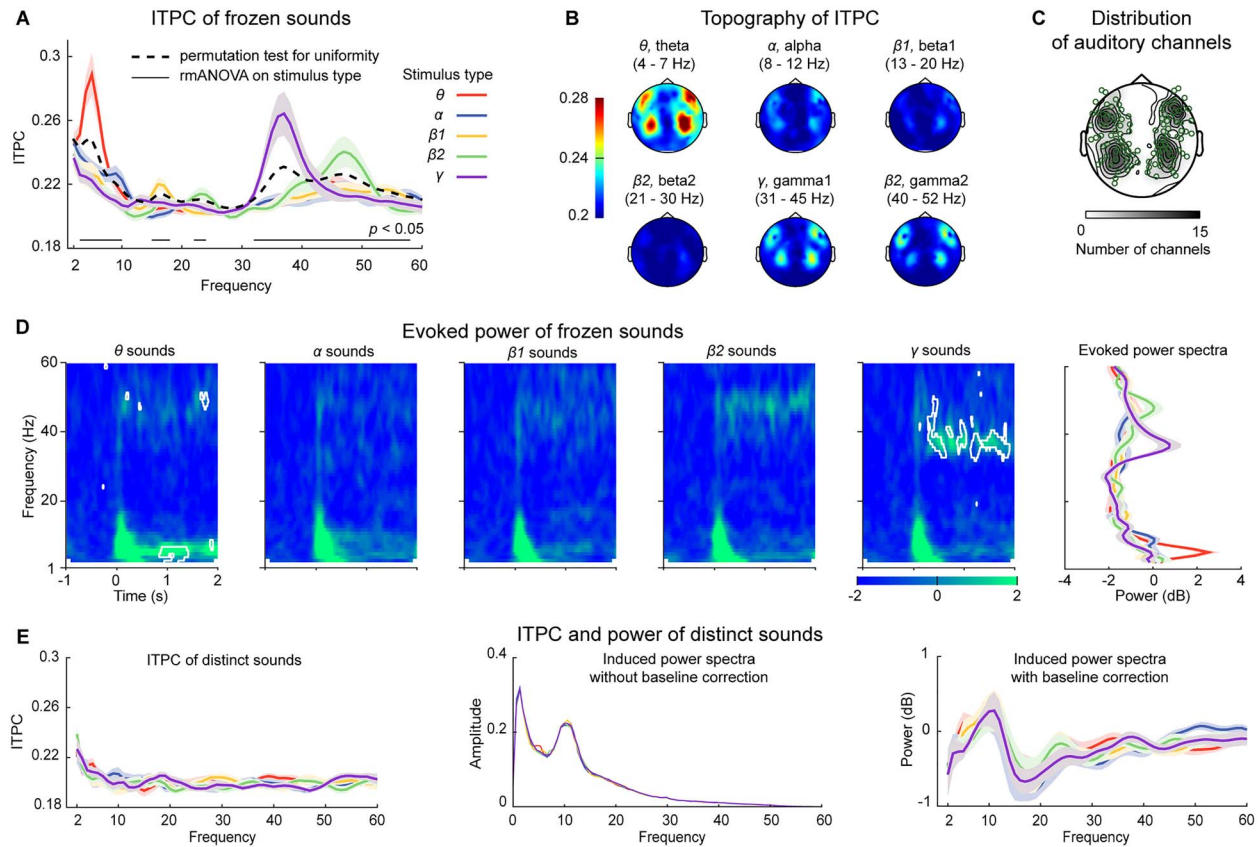 A
ITPC of frozen sounds
0.3
0.26
0.22
0.18
ITPC
permutation test for uniformity
rmANOVA on stimulus type
Stimulus type
θ
α
β1
β2
γ
p < 0.05
2 10 20 30 40 50 60
Frequency
B
Topography of ITPC
θ, theta
(4 - 7 Hz)
α, alpha
(8 - 12 Hz)
β1, beta1
(13 - 20 Hz)
0.28
0.24
0.2
β2, beta2
(21 - 30 Hz)
γ, gamma1
(31 - 45 Hz)
β2, gamma2
(40 - 52 Hz)
C
Distribution
of auditory channels
0 15
Number of channels
D
Evoked power of frozen sounds
θ sounds
α sounds
β1 sounds
β2 sounds
γ sounds
Evoked power spectra
60
40
20
1
Frequency (Hz)
-1 0 1 2
Time (s)
-2 0 2
-4 -2 0 2 4
Power (dB)
E
ITPC and power of distinct sounds
0.3
0.26
0.22
0.18
ITPC
ITPC of distinct sounds
2 10 20 30 40 50 60
Frequency
0.4
0.2
0
Amplitude
Induced power spectra
without baseline correction
0 10 20 30 40 50 60
Frequency
1
0
-1
Power (dB)
Induced power spectra
with baseline correction
2 10 20 30 40 50 60
Frequency